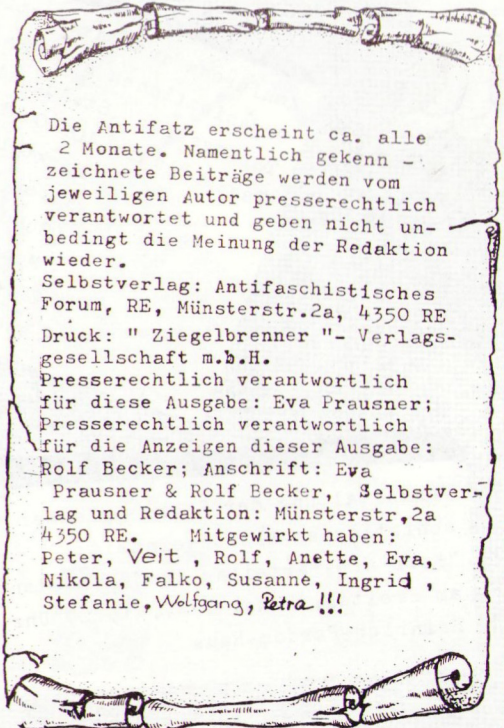 Die Antifatz erscheint ca. alle
2 Monate. Namentlich gekenn -
zeichnete Beiträge werden vom
jeweiligen Autor presserechtlich
verantwortet und geben nicht un-
bedingt die Meinung der Redaktion
wieder.
Selbstverlag: Antifaschistisches
Forum, RE, Münsterstr.2a, 4350 RE
Druck: " Ziegelbrenner "- Verlags-
gesellschaft m.b.H.
Presserechtlich verantwortlich
für diese Ausgabe: Eva Prausner;
Presserechtlich verantwortlich
für die Anzeigen dieser Ausgabe:
Rolf Becker; Anschrift: Eva
Prausner & Rolf Becker, Selbstver-
lag und Redaktion: Münsterstr,2a
4350 RE. Mitgewirkt haben:
Peter, Veit , Rolf, Anette, Eva,
Nikola, Falko, Susanne, Ingrid ,
Stefanie, Wolfgang, Petra !!!